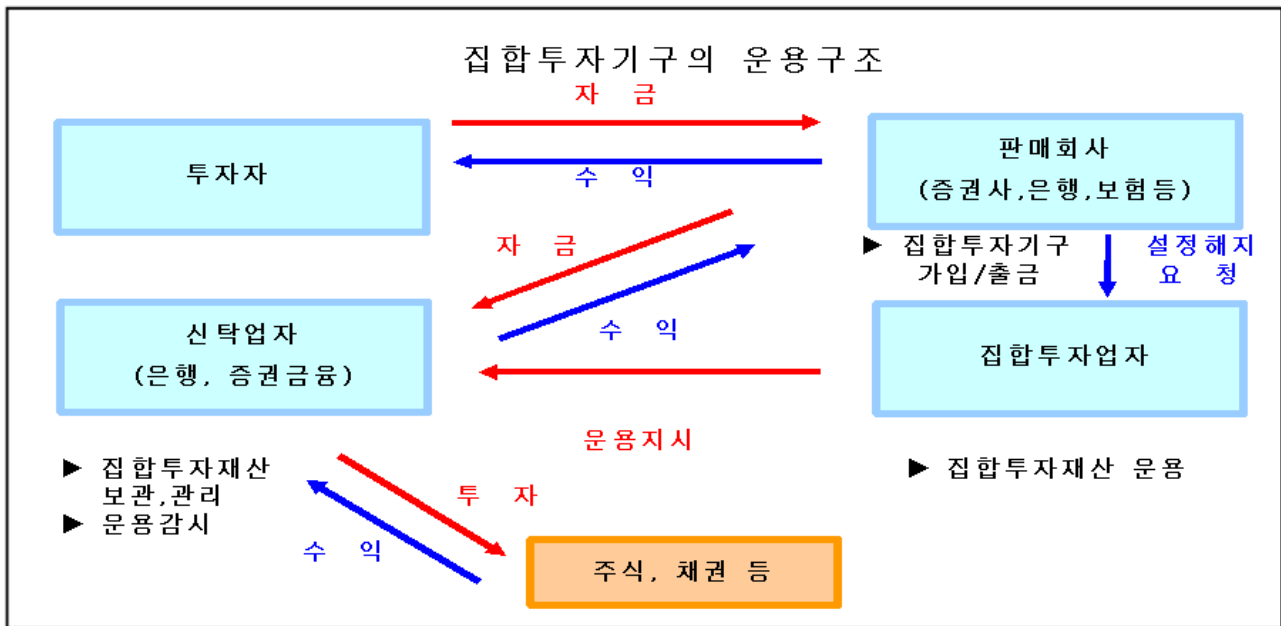 집합투자기구의 운용구조
자 금
투자자
수 익
판매회사
(증권사,은행,보험등)
자 금
▶ 집합투자기구
가입/출금
설정해지
요 청
신탁업자
(은행, 증권금융)
수 익
집합투자업자
운용지시
▶ 집합투자재산
보관,관리
▶ 운용감시
투 자
▶ 집합투자재산 운용
수 익
주식, 채권 등